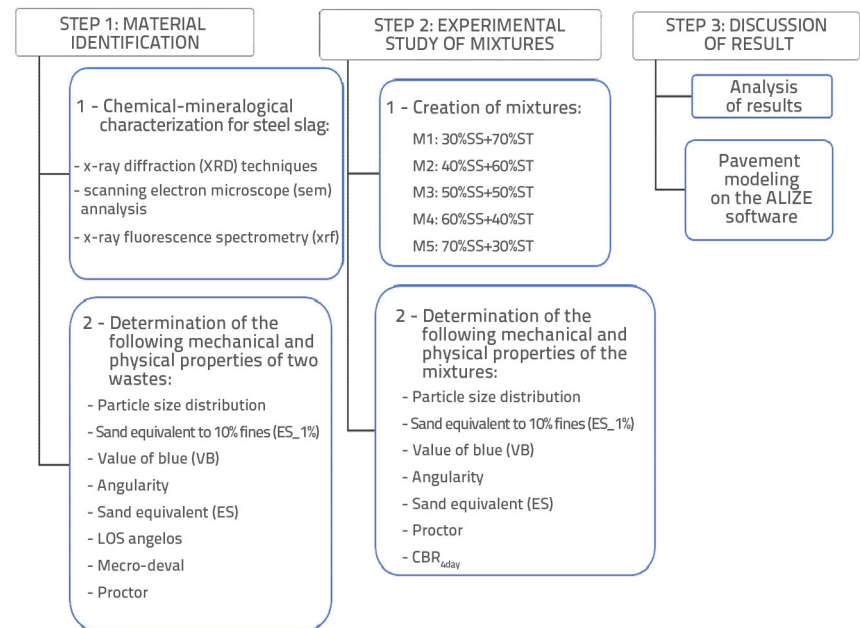 STEP 1: MATERIAL
IDENTIFICATION
1 - Chemical-mineralogical
characterization for steel slag:
- x-ray diffraction (XRD) techniques
- scanning electron microscope (sem)
annalysis
- x-ray fluorescence spectrometry (xrf)
2 - Determination of the
following mechanical and
physical properties of two
wastes:
- Particle size distribution
- Sand equivalent to 10% fines (ES_1%)
- Value of blue (VB)
- Angularity
- Sand equivalent (ES)
- LOS angelos
- Mecro-deval
- Proctor
STEP 2: EXPERIMENTAL
STUDY OF MIXTURES
1 - Creation of mixtures:
M1: 30%SS+70%ST
M2: 40%SS+60%ST
M3: 50%SS+50%ST
M4: 60%SS+40%ST
M5: 70%SS+30%ST
2 - Determination of the
following mechanical and
physical properties of the
mixtures:
- Particle size distribution
- Sand equivalent to 10% fines (ES_1%)
- Value of blue (VB)
- Angularity
- Sand equivalent (ES)
- Proctor
- CBR4day
STEP 3: DISCUSSION
OF RESULT
Analysis
of results
Pavement
modeling
on the ALIZE
software